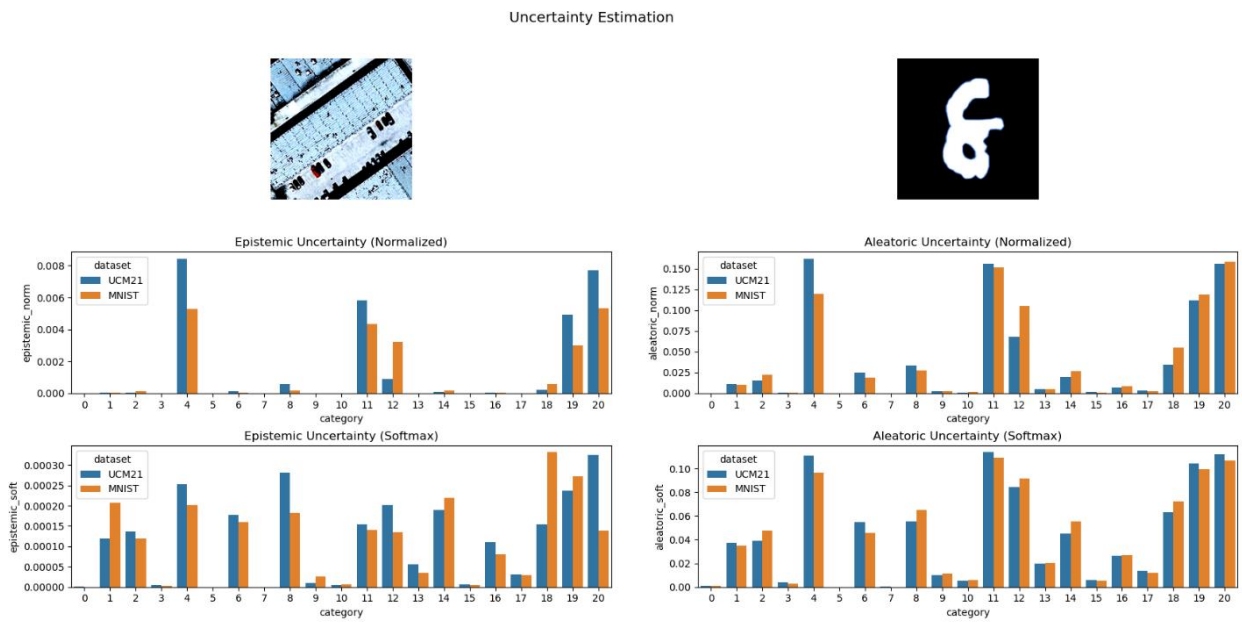 Uncertainty Estimation
6
Epistemic Uncertainty (Normalized)
epistemic_norm
0.008
0.006
0.004
0.002
0.000
dataset
UCM21
MNIST
0 1 2 3 4 5 6 7 8 9 10 11 12 13 14 15 16 17 18 19 20
category
Aleatoric Uncertainty (Normalized)
aleatoric_norm
0.150
0.125
0.100
0.075
0.050
0.025
0.000
dataset
UCM21
MNIST
0 1 2 3 4 5 6 7 8 9 10 11 12 13 14 15 16 17 18 19 20
category
Epistemic Uncertainty (Softmax)
epistemic_soft
0.00030
0.00025
0.00020
0.00015
0.00010
0.00005
0.00000
dataset
UCM21
MNIST
0 1 2 3 4 5 6 7 8 9 10 11 12 13 14 15 16 17 18 19 20
category
Aleatoric Uncertainty (Softmax)
aleatoric_soft
0.10
0.08
0.06
0.04
0.02
0.00
dataset
UCM21
MNIST
0 1 2 3 4 5 6 7 8 9 10 11 12 13 14 15 16 17 18 19 20
category